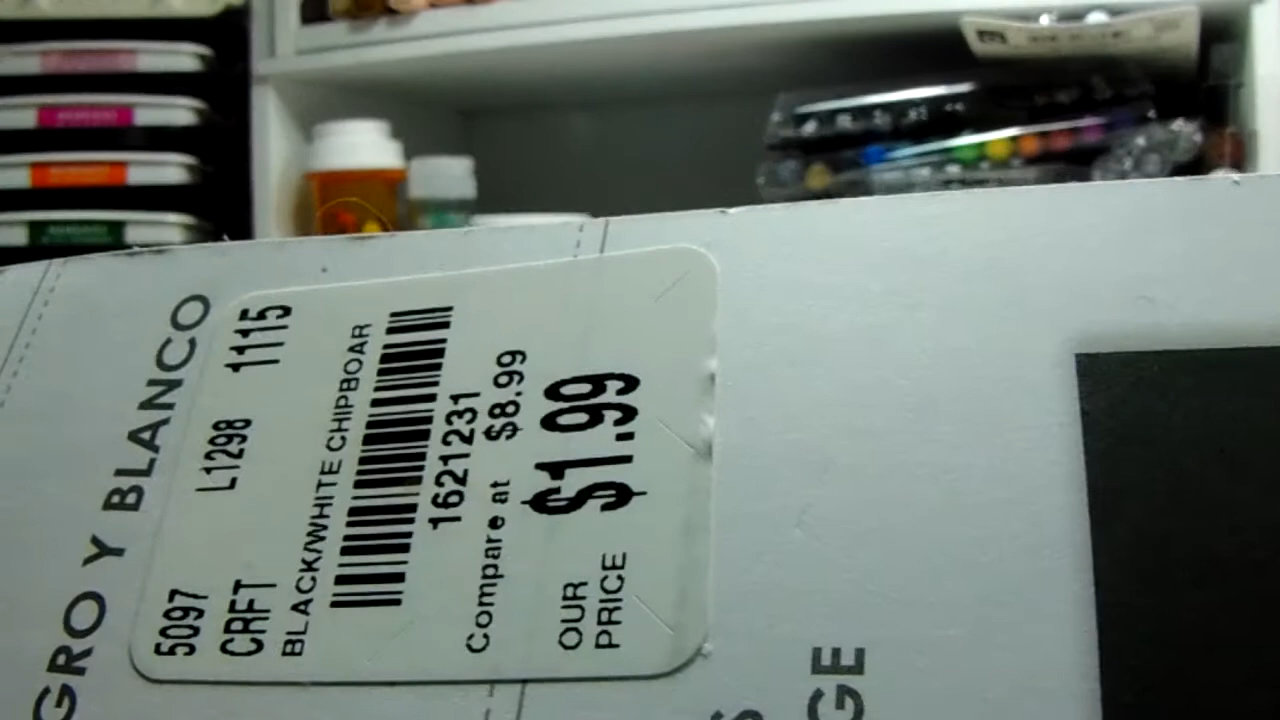 GRO Y BLANCO
5097 L1298 1115
CRFT
BLACK/WHITE CHIPBOAR
1621231
Compare at $8.99
OUR PRICE $1.99
GE